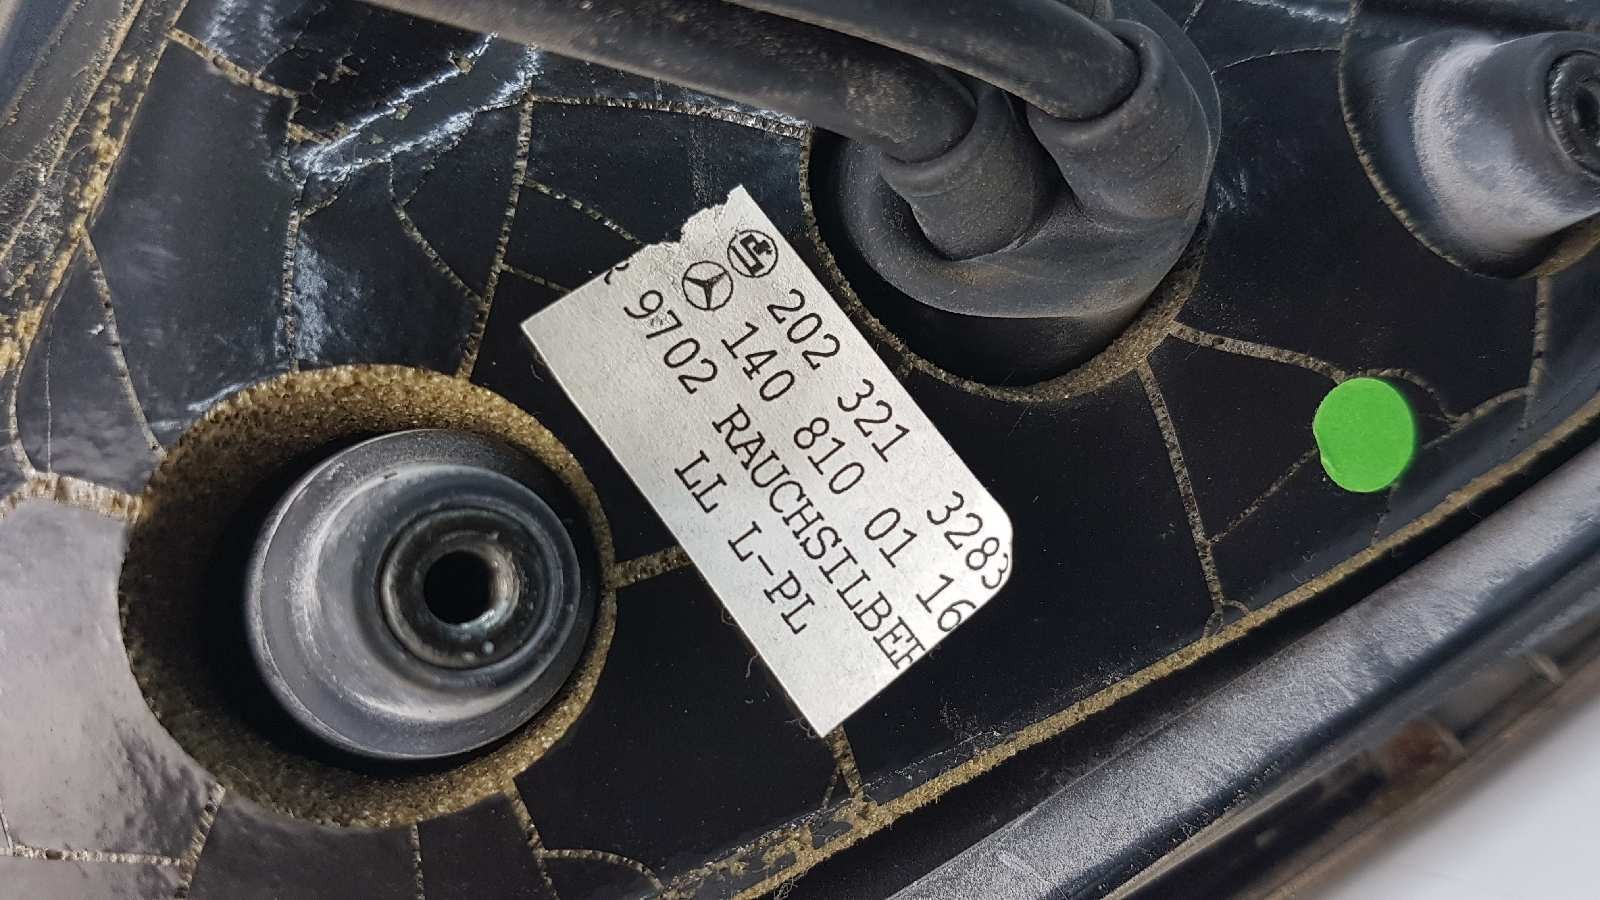 202 321 3283
140 810 01 16
R 9702 RAUCHSILBER
LL L-PL